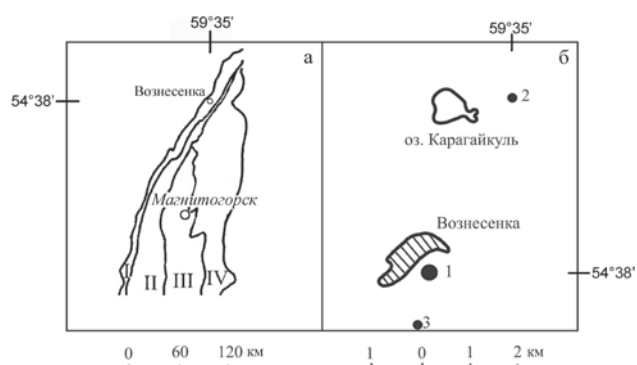 59°35'
59°35'
а
б
54°38'
Вознесенка
2
оз. Карагайкуль
Магнитогорск
Вознесенка
I
II
III
IV
1
54°38'
3
0 60 120 км
1 0 1 2 км